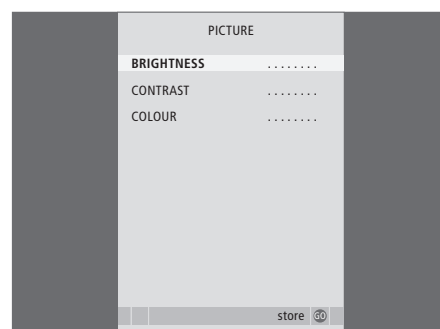 PICTURE
BRIGHTNESS ........
CONTRAST ........
COLOUR ........
store GO